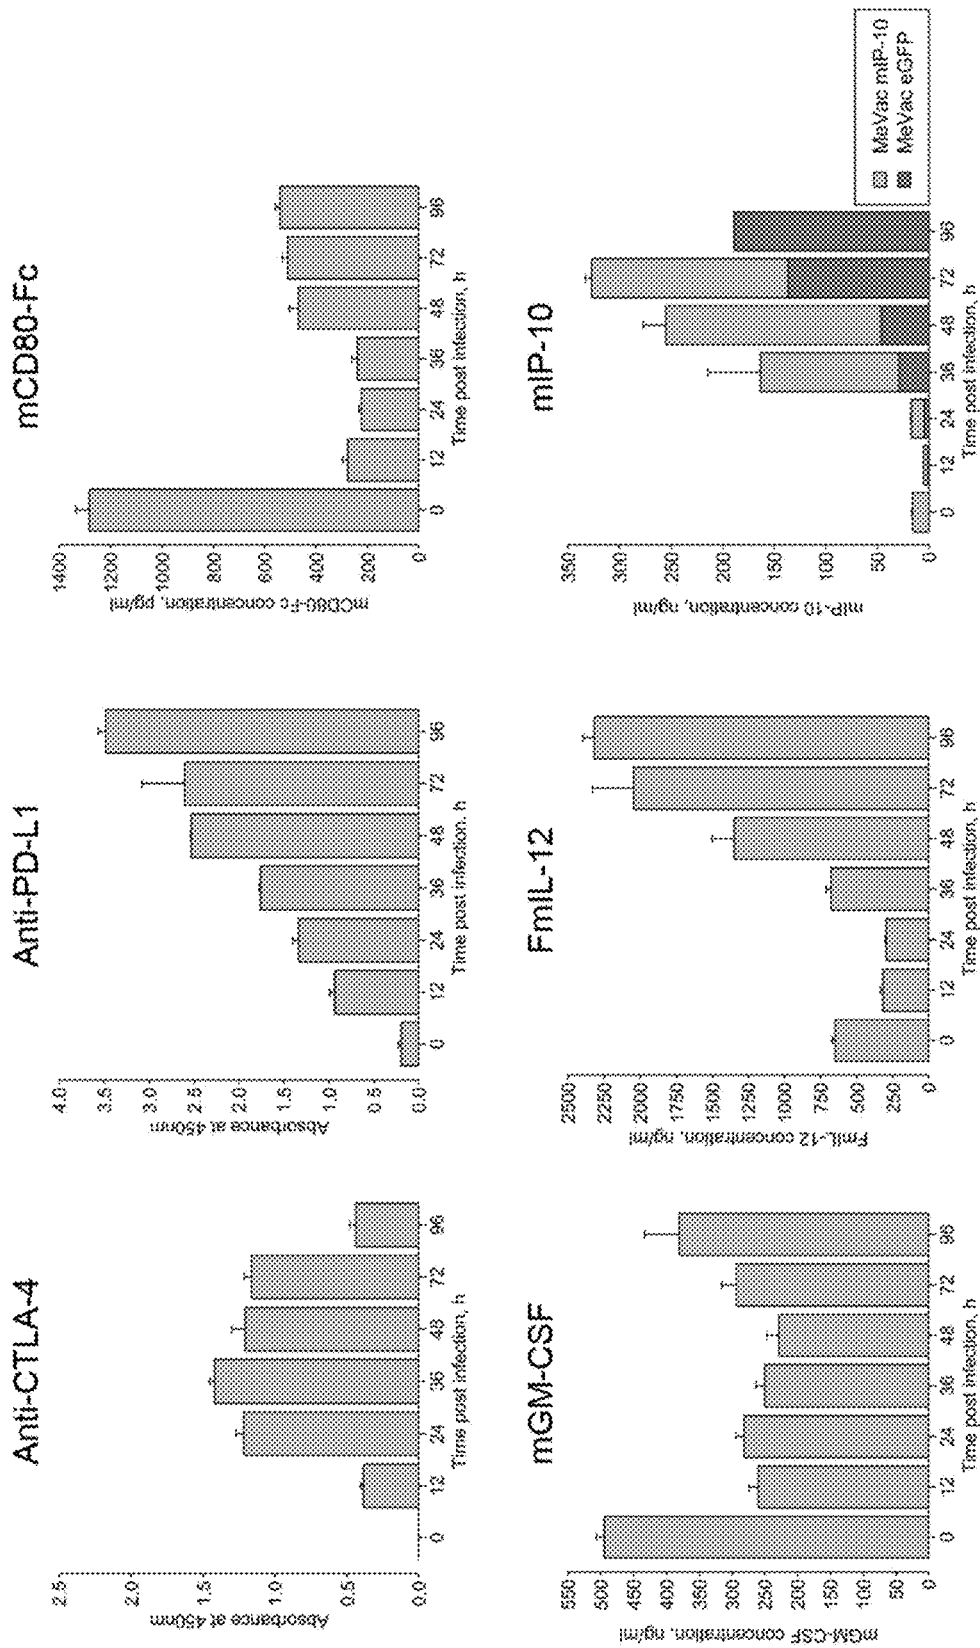 Anti-CTLA-4
Absorbance at 450nm
2.5
2.0
1.5
1.0
0.5
0.0
0 12 24 36 48 72 96
Time post infection, h
Anti-PD-L1
Absorbance at 450nm
4.0
3.5
3.0
2.5
2.0
1.5
1.0
0.5
0.0
0 12 24 36 48 72 96
Time post infection, h
mCD80-Fc
mCD80-Fc concentration, pg/ml
1400
1200
1000
800
600
400
200
0
0 12 24 36 48 72 96
Time post infection, h
mGM-CSF
mGM-CSF concentration, ng/ml
550
500
450
400
350
300
250
200
150
100
50
0
0 12 24 36 48 72 96
Time post infection, h
FmIL-12
FmIL-12 concentration, ng/ml
2500
2250
2000
1750
1500
1250
1000
750
500
250
0
0 12 24 36 48 72 96
Time post infection, h
mIP-10
mIP-10 concentration, ng/ml
350
300
250
200
150
100
50
0
0 12 24 36 48 72 96
Time post infection, h
MeVac mIP-10
MeVac eGFP